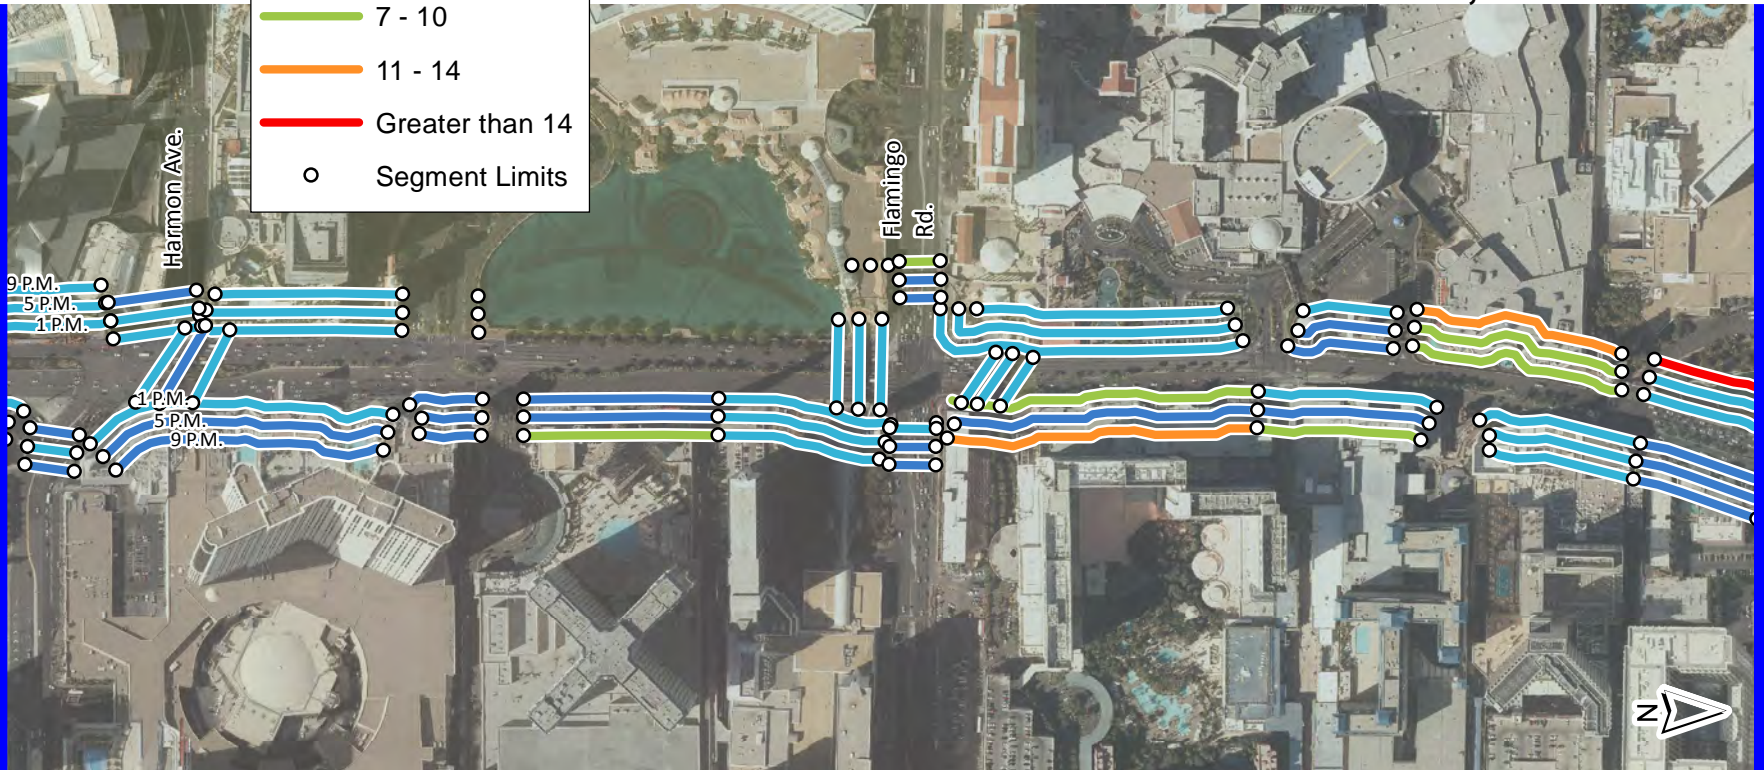 7 - 10
11 - 14
Greater than 14
Segment Limits
Harmon Ave.
Flamingo
Rd.
9 P.M.
5 P.M.
1 P.M.
1 P.M.
5 P.M.
9 P.M.
N